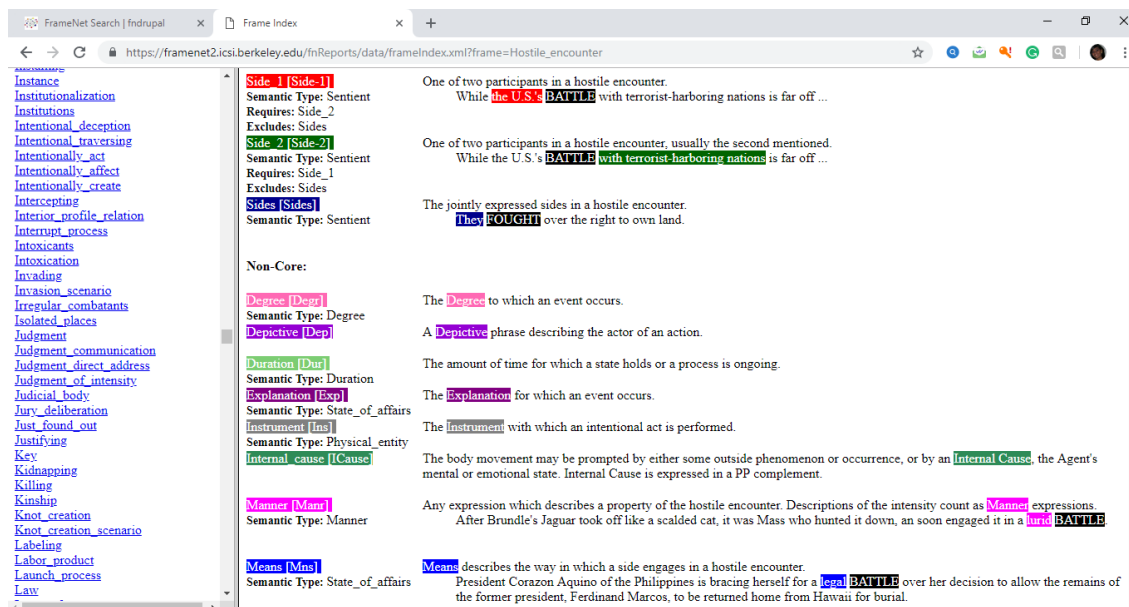 FrameNet Search | fndrupal
Frame Index
https://framenet2.icsi.berkeley.edu/fnReports/data/frameIndex.xml?frame=Hostile_encounter
Instance
Institutionalization
Institutions
Intentional_deception
Intentional_traversing
Intentionally_act
Intentionally_affect
Intentionally_create
Intercepting
Interior_profile_relation
Interrupt_process
Intoxicants
Intoxication
Invading
Invasion_scenario
Irregular_combatants
Isolated_places
Judgment
Judgment_communication
Judgment_direct_address
Judgment_of_intensity
Judicial_body
Jury_deliberation
Just_found_out
Justifying
Key
Kidnapping
Killing
Kinship
Knot_creation
Knot_creation_scenario
Labeling
Labor_product
Launch_process
Law
Side_1 [Side-1]
One of two participants in a hostile encounter.
Semantic Type: Sentient
While the U.S.'s BATTLE with terrorist-harboring nations is far off ...
Requires: Side_2
Excludes: Sides
Side_2 [Side-2]
One of two participants in a hostile encounter, usually the second mentioned.
Semantic Type: Sentient
While the U.S.'s BATTLE with terrorist-harboring nations is far off ...
Requires: Side_1
Excludes: Sides
Sides [Sides]
The jointly expressed sides in a hostile encounter.
Semantic Type: Sentient
They FOUGHT over the right to own land.
Non-Core:
Degree [Degr]
The Degree to which an event occurs.
Semantic Type: Degree
Depictive [Dep]
A Depictive phrase describing the actor of an action.
Duration [Dur]
The amount of time for which a state holds or a process is ongoing.
Semantic Type: Duration
Explanation [Exp]
The Explanation for which an event occurs.
Semantic Type: State_of_affairs
Instrument [Ins]
The Instrument with which an intentional act is performed.
Semantic Type: Physical_entity
Internal_cause [ICause]
The body movement may be prompted by either some outside phenomenon or occurrence, or by an Internal Cause, the Agent's
mental or emotional state. Internal Cause is expressed in a PP complement.
Manner [Manr]
Any expression which describes a property of the hostile encounter. Descriptions of the intensity count as Manner expressions.
Semantic Type: Manner
After Brundle's Jaguar took off like a scalded cat, it was Mass who hunted it down, an soon engaged it in a lurid BATTLE.
Means [Mns]
Means describes the way in which a side engages in a hostile encounter.
Semantic Type: State_of_affairs
President Corazon Aquino of the Philippines is bracing herself for a legal BATTLE over her decision to allow the remains of
the former president, Ferdinand Marcos, to be returned home from Hawaii for burial.